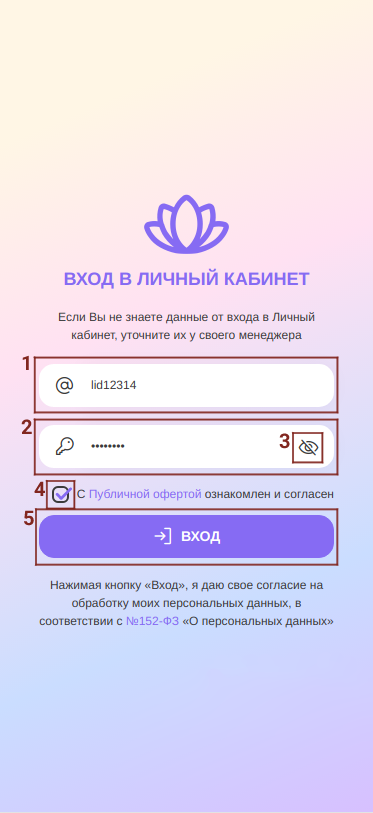 ВХОД В ЛИЧНЫЙ КАБИНЕТ
Если Вы не знаете данные от входа в Личный
кабинет, уточните их у своего менеджера
1
lid12314
2
••••••••
3
4
С Публичной офертой ознакомлен и согласен
5
ВХОД
Нажимая кнопку «Вход», я даю свое согласие на
обработку моих персональных данных, в
соответствии с №152-ФЗ «О персональных данных»